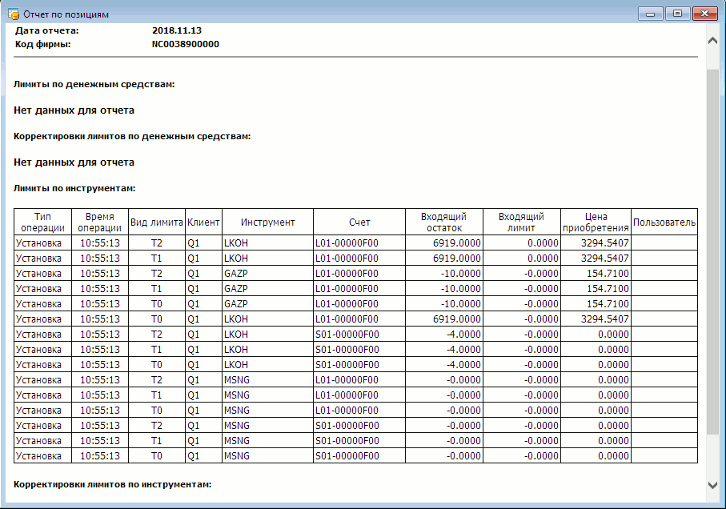 Отчет по позициям
Дата отчета: 2018.11.13
Код фирмы: NC0038900000
Лимиты по денежным средствам:
Нет данных для отчета
Корректировки лимитов по денежным средствам:
Нет данных для отчета
Лимиты по инструментам:
Тип операции Время операции Вид лимита Клиент Инструмент Счет Входящий остаток Входящий лимит Цена приобретения Пользователь
Установка 10:55:13 T2 Q1 LKOH L01-00000F00 6919.0000 0.0000 3294.5407
Установка 10:55:13 T1 Q1 LKOH L01-00000F00 6919.0000 0.0000 3294.5407
Установка 10:55:13 T2 Q1 GAZP L01-00000F00 -10.0000 -0.0000 154.7100
Установка 10:55:13 T1 Q1 GAZP L01-00000F00 -10.0000 -0.0000 154.7100
Установка 10:55:13 T0 Q1 GAZP L01-00000F00 -10.0000 -0.0000 154.7100
Установка 10:55:13 T0 Q1 LKOH L01-00000F00 6919.0000 -0.0000 3294.5407
Установка 10:55:13 T2 Q1 LKOH S01-00000F00 -4.0000 -0.0000 0.0000
Установка 10:55:13 T1 Q1 LKOH S01-00000F00 -4.0000 -0.0000 0.0000
Установка 10:55:13 T0 Q1 LKOH S01-00000F00 -4.0000 -0.0000 0.0000
Установка 10:55:13 T2 Q1 MSNG L01-00000F00 -0.0000 -0.0000 0.0000
Установка 10:55:13 T1 Q1 MSNG L01-00000F00 -0.0000 -0.0000 0.0000
Установка 10:55:13 T0 Q1 MSNG L01-00000F00 -0.0000 -0.0000 0.0000
Установка 10:55:13 T2 Q1 MSNG S01-00000F00 -0.0000 -0.0000 0.0000
Установка 10:55:13 T1 Q1 MSNG S01-00000F00 -0.0000 -0.0000 0.0000
Установка 10:55:13 T0 Q1 MSNG S01-00000F00 -0.0000 -0.0000 0.0000
Корректировки лимитов по инструментам: